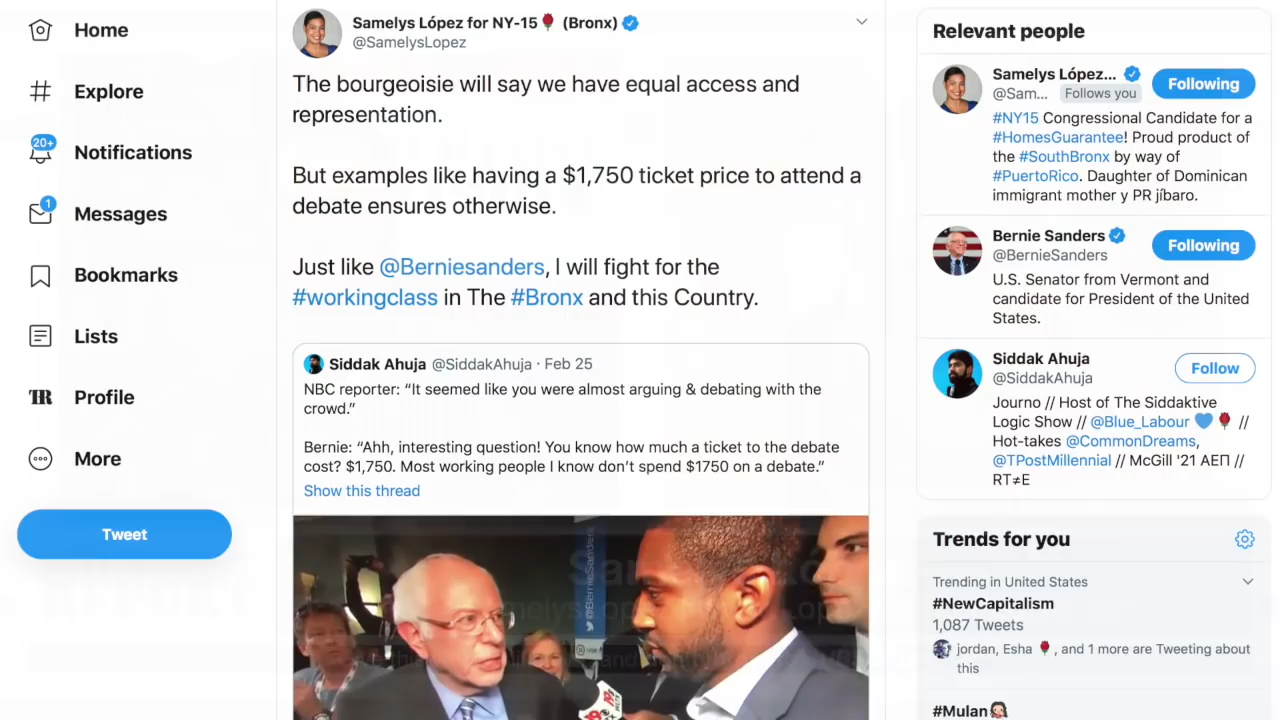 Home
Explore
20+
Notifications
1
Messages
Bookmarks
Lists
TR
Profile
More
Tweet
Samelys López for NY-15🌹 (Bronx)
@SamelysLopez
The bourgeoisie will say we have equal access and
representation.
But examples like having a $1,750 ticket price to attend a
debate ensures otherwise.
Just like @Berniesanders, I will fight for the
#workingclass in The #Bronx and this Country.
Siddak Ahuja @SiddakAhuja · Feb 25
NBC reporter: “It seemed like you were almost arguing & debating with the
crowd.”
Bernie: “Ahh, interesting question! You know how much a ticket to the debate
cost? $1,750. Most working people I know don’t spend $1750 on a debate.”
Show this thread
@BernieSanders
Relevant people
Samelys López...
@Sam... Follows you
Following
#NY15 Congressional Candidate for a
#HomesGuarantee! Proud product of
the #SouthBronx by way of
#PuertoRico. Daughter of Dominican
immigrant mother y PR jíbaro.
Bernie Sanders
@BernieSanders
Following
U.S. Senator from Vermont and
candidate for President of the United
States.
Siddak Ahuja
@SiddakAhuja
Follow
Journo // Host of The Siddaktive
Logic Show // @Blue_Labour 💙🌹 //
Hot-takes @CommonDreams,
@TPostMillennial // McGill '21 ΑΕΠ //
RT≠E
Trends for you
Trending in United States
#NewCapitalism
1,087 Tweets
jordan, Esha 🌹, and 1 more are Tweeting about
this
#Mulan